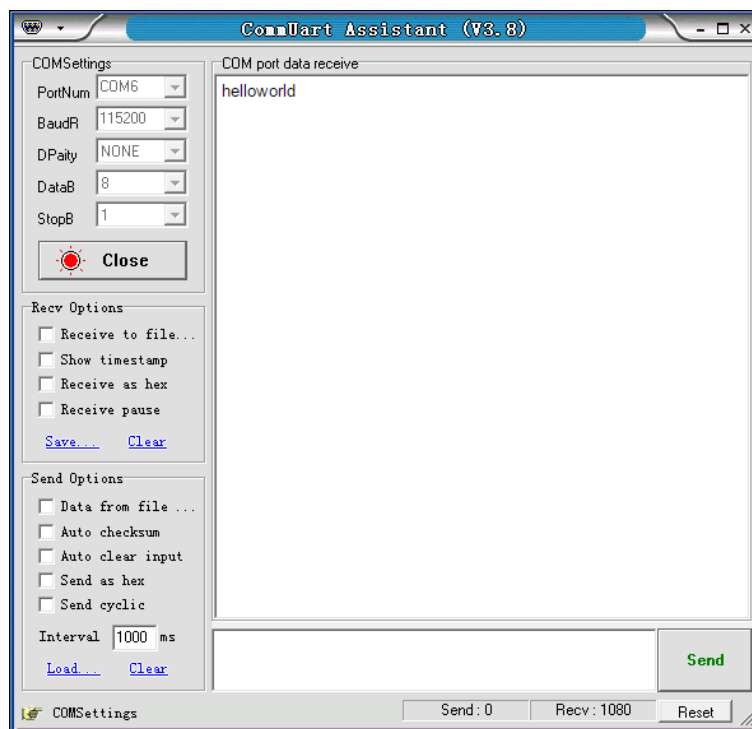 CommUart Assistant (V3.8)
COMSettings
PortNum COM6
BaudR 115200
DPaity NONE
DataB 8
StopB 1
Close
Recv Options
Receive to file...
Show timestamp
Receive as hex
Receive pause
Save... Clear
Send Options
Data from file ...
Auto checksum
Auto clear input
Send as hex
Send cyclic
Interval 1000 ms
Load... Clear
COM port data receive
helloworld
Send
COMSettings
Send : 0
Recv : 1080
Reset